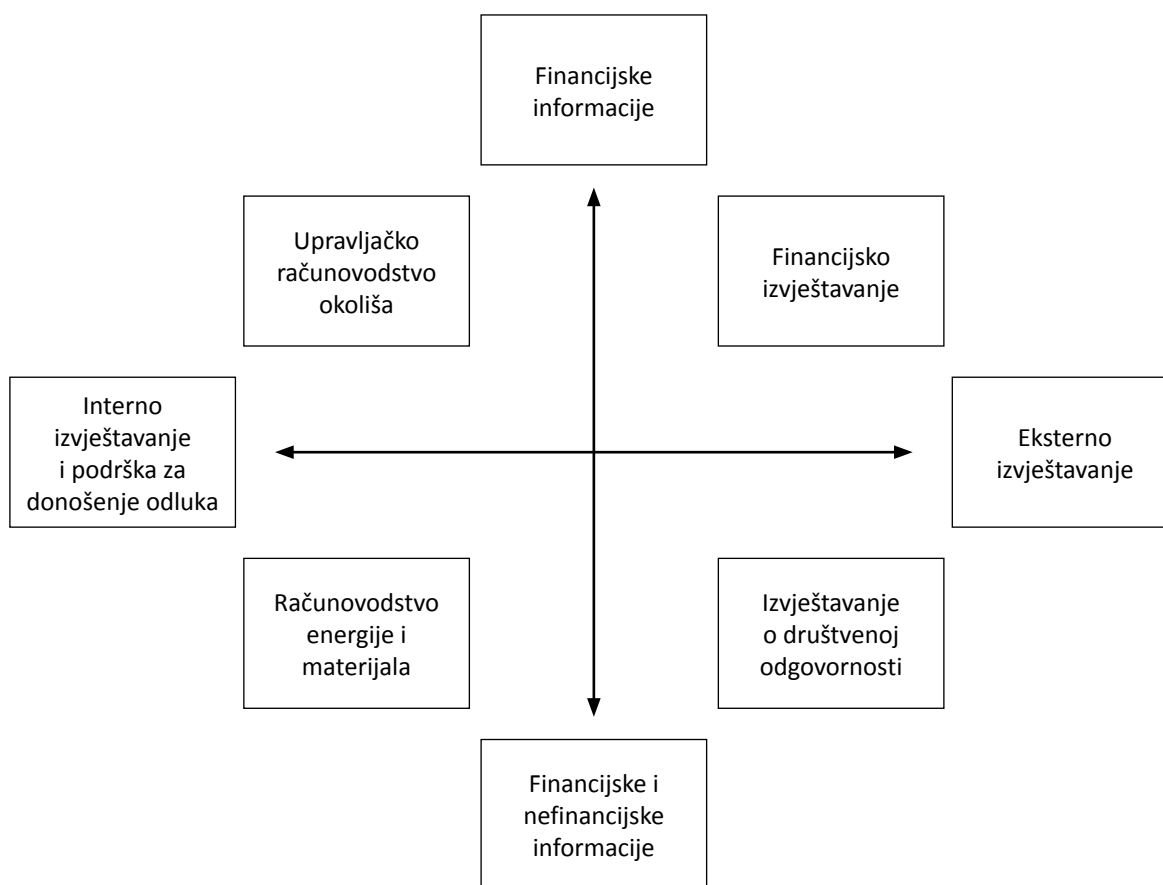 Financijske
informacije
Upravljačko
računovodstvo
okoliša
Financijsko
izvještavanje
Interno
izvještavanje
i podrška za
donošenje odluka
Eksterno
izvještavanje
Računovodstvo
energije i
materijala
Izvještavanje
o društvenoj
odgovornosti
Financijske i
nefinancijske
informacije